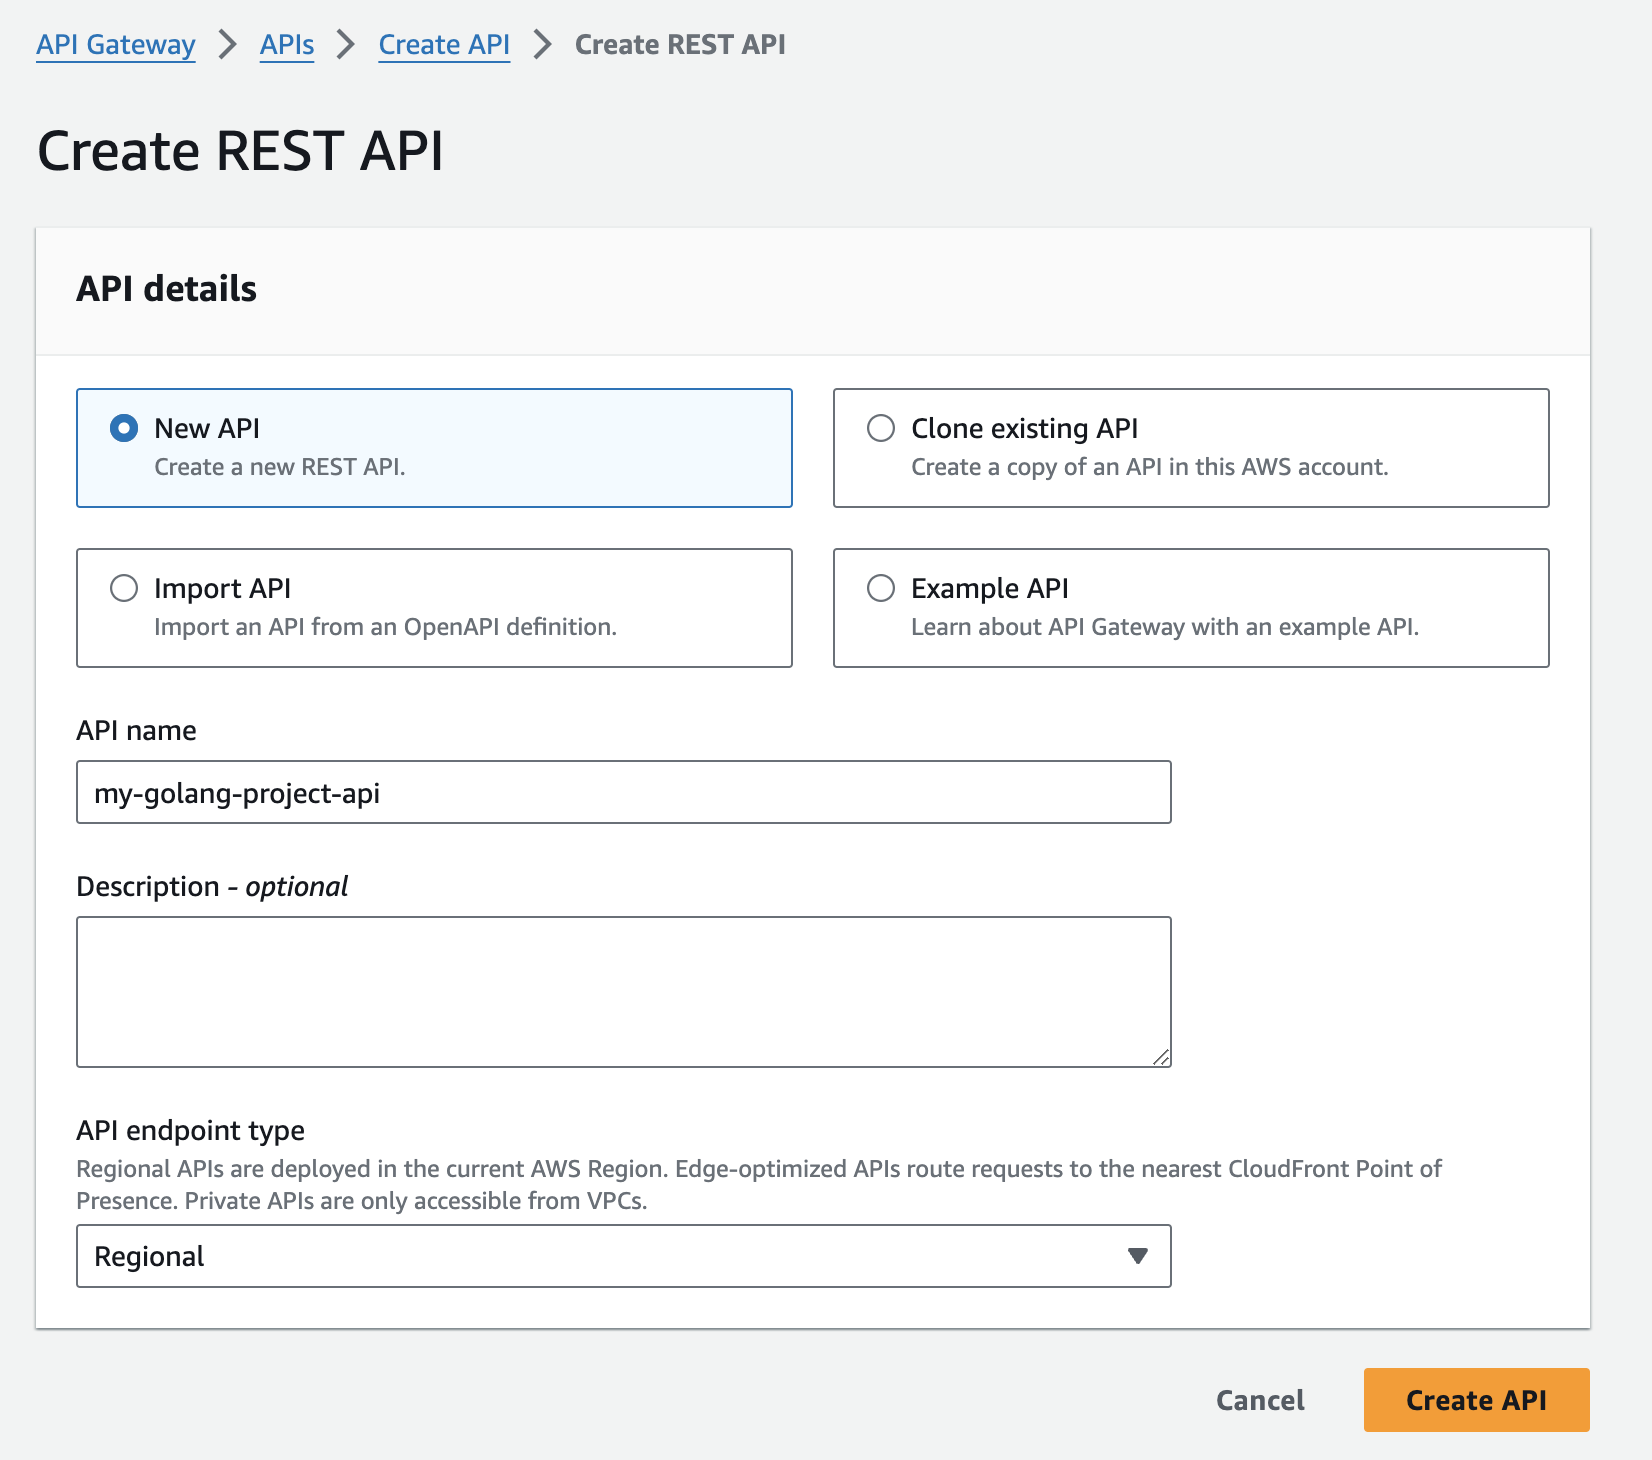 API Gateway > APIs > Create API > Create REST API
Create REST API
API details
New API
Create a new REST API.
Clone existing API
Create a copy of an API in this AWS account.
Import API
Import an API from an OpenAPI definition.
Example API
Learn about API Gateway with an example API.
API name
my-golang-project-api
Description - optional
API endpoint type
Regional APIs are deployed in the current AWS Region. Edge-optimized APIs route requests to the nearest CloudFront Point of
Presence. Private APIs are only accessible from VPCs.
Regional
Cancel
Create API